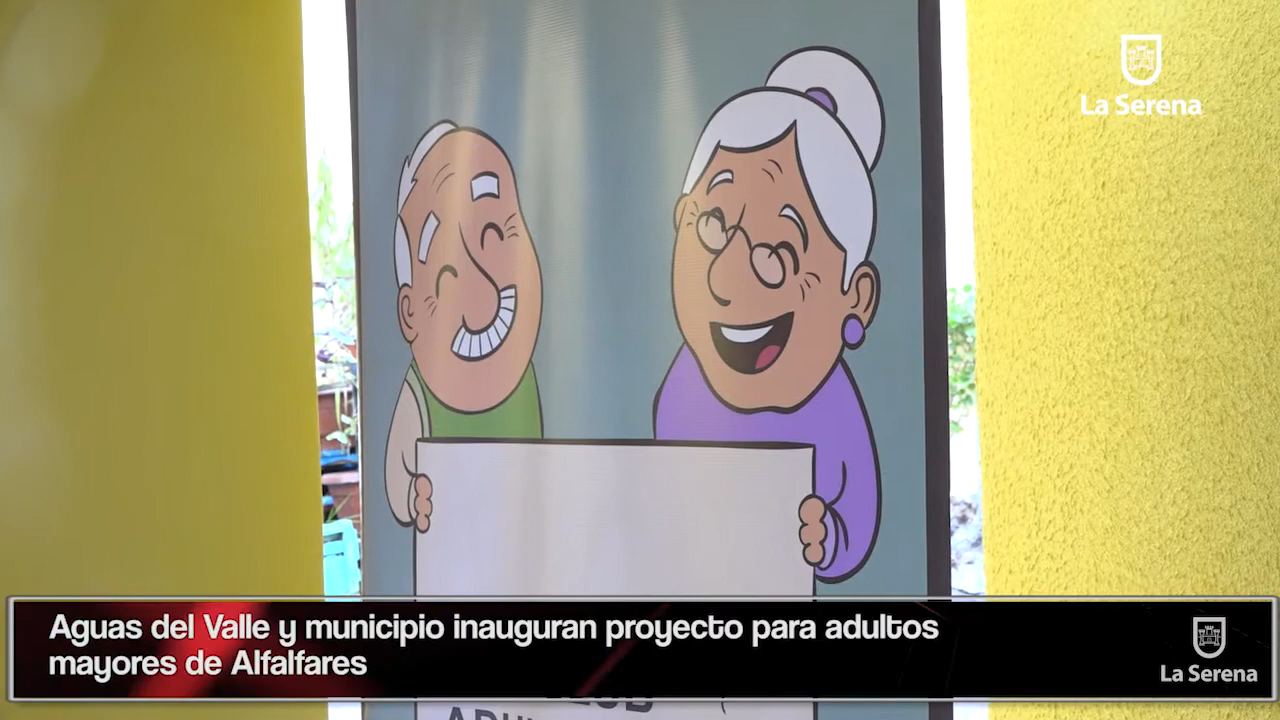 La Serena
Aguas del Valle y municipio inauguran proyecto para adultos
mayores de Alfalfares
La Serena